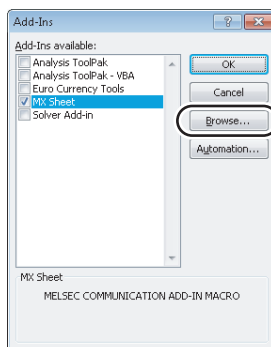 Add-Ins
Add-Ins available:
Analysis ToolPak
Analysis ToolPak - VBA
Euro Currency Tools
MX Sheet
Solver Add-in
OK
Cancel
Browse...
Automation...
MX Sheet
MELSEC COMMUNICATION ADD-IN MACRO